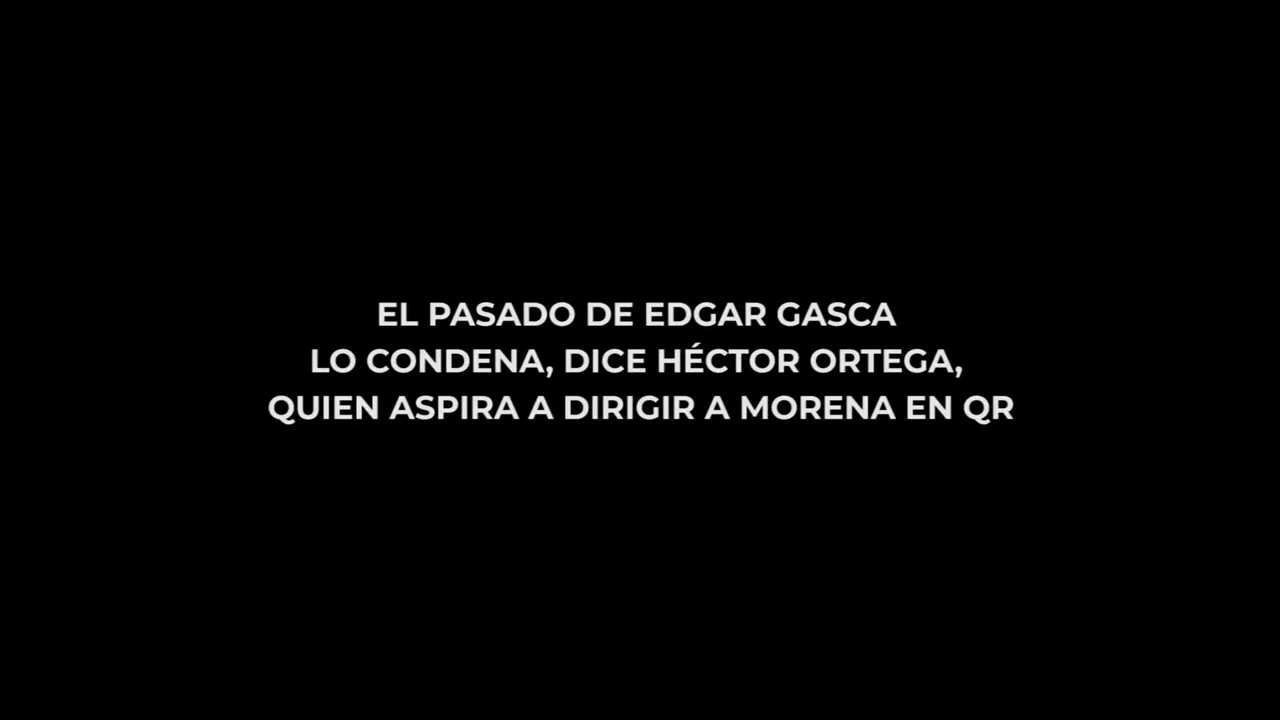 EL PASADO DE EDGAR GASCA
LO CONDENA, DICE HÉCTOR ORTEGA,
QUIEN ASPIRA A DIRIGIR A MORENA EN QR